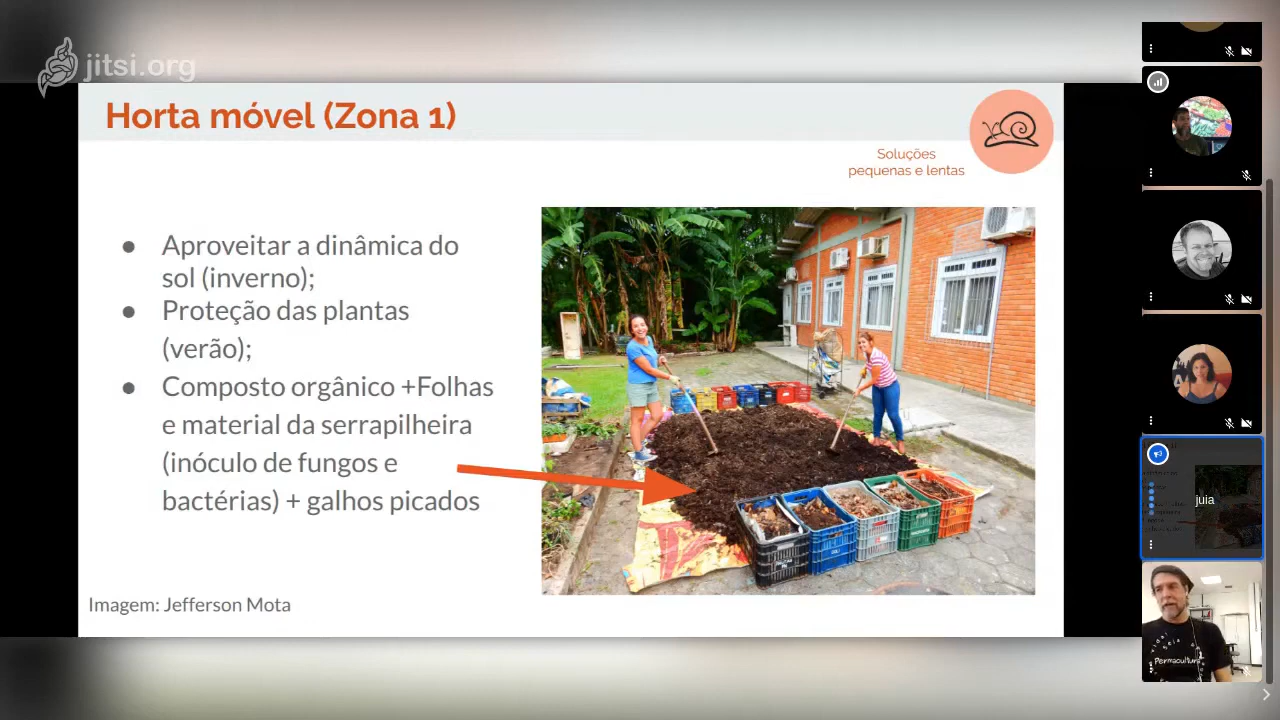 jitsi.org
Horta móvel (Zona 1)
Soluções
pequenas e lentas
● Aproveitar a dinâmica do
sol (inverno);
● Proteção das plantas
(verão);
● Composto orgânico +Folhas
e material da serrapilheira
(inóculo de fungos e
bactérias) + galhos picados
Imagem: Jefferson Mota
juia
Permacultura